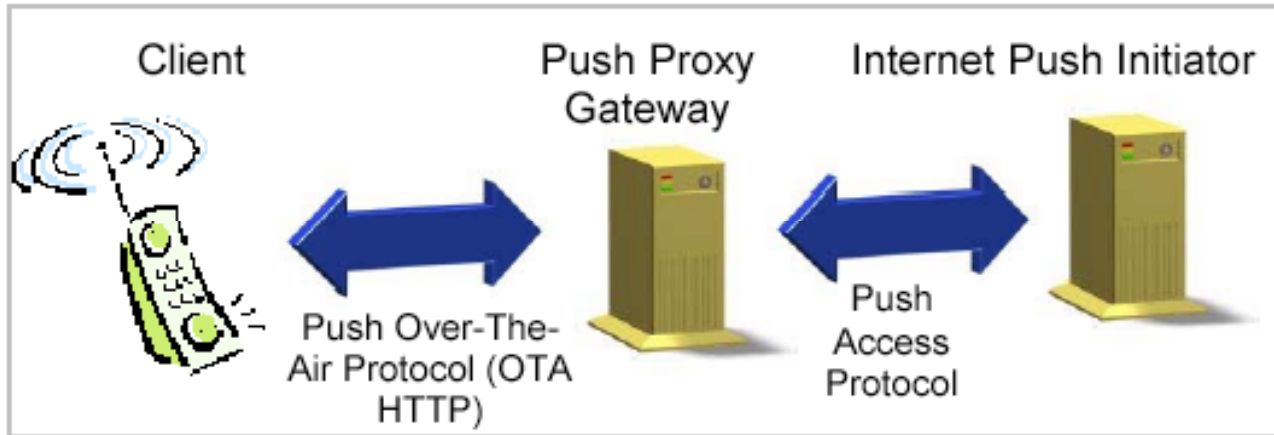 Client
Push Proxy
Gateway
Internet Push Initiator
Push Over-The-
Air Protocol (OTA
HTTP)
Push
Access
Protocol